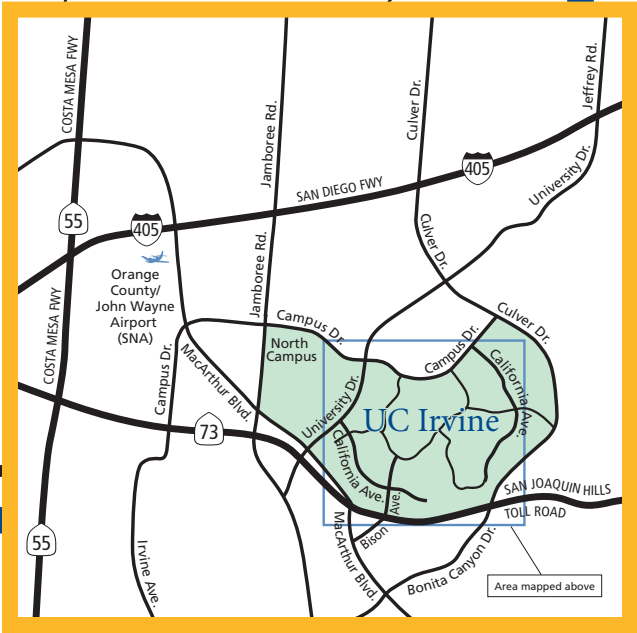 COSTA MESA FWY
Jamboree Rd.
Culver Dr.
Jeffrey Rd.
405
SAN DIEGO FWY
University Dr.
55
405
Culver Dr.
Jamboree Rd.
Orange
County/
John Wayne
Airport
(SNA)
COSTA MESA FWY
Campus Dr.
Culver Dr.
North
Campus
Campus Dr.
California Ave.
MacArthur Blvd.
Campus Dr.
University Dr.
UC Irvine
73
California Ave.
SAN JOAQUIN HILLS
TOLL ROAD
Bison
Ave.
55
MacArthur Blvd.
Bonita Canyon Dr.
Irvine Ave.
Area mapped above